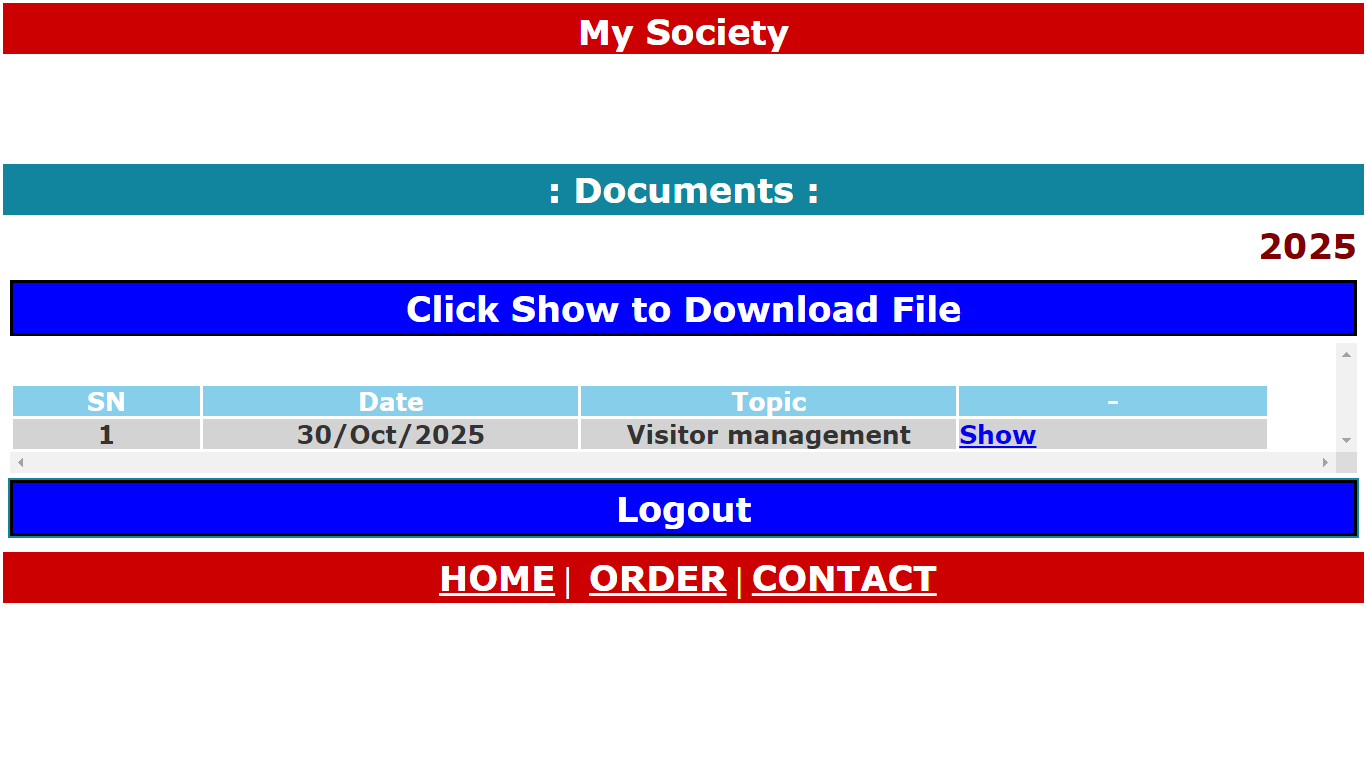 My Society
: Documents :
2025
Click Show to Download File
SN Date Topic -
1 30/Oct/2025 Visitor management Show
Logout
HOME | ORDER | CONTACT